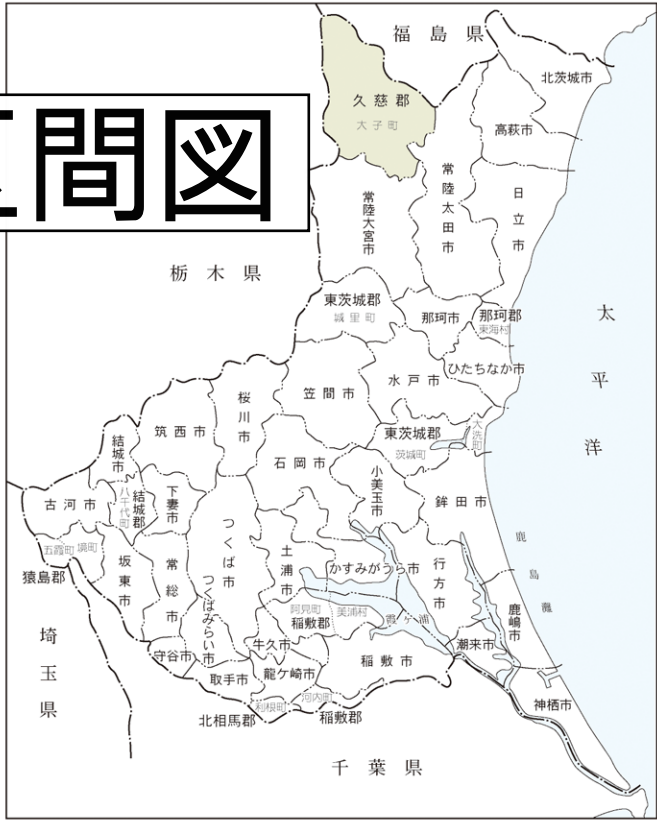 福島県
北茨城市
久慈郡
大子町
高萩市
間図
常陸太田市
日立市
常陸大宮市
栃木県
東茨城郡
城里町
那珂市
那珂郡
東海村
太平洋
ひたちなか市
水戸市
笠間市
桜川市
筑西市
東茨城郡
茨城町
大洗町
結城市
石岡市
小美玉市
鉾田市
古河市
八千代町
結城郡
下妻市
つくば市
土浦市
かすみがうら市
行方市
鹿島灘
五霞町
境町
猿島郡
坂東市
常総市
つくばみらい市
阿見町
美浦村
稲敷郡
霞ケ浦
鹿嶋市
埼玉県
守谷市
取手市
牛久市
龍ケ崎市
稲敷市
潮来市
神栖市
利根町
河内町
北相馬郡
稲敷郡
千葉県